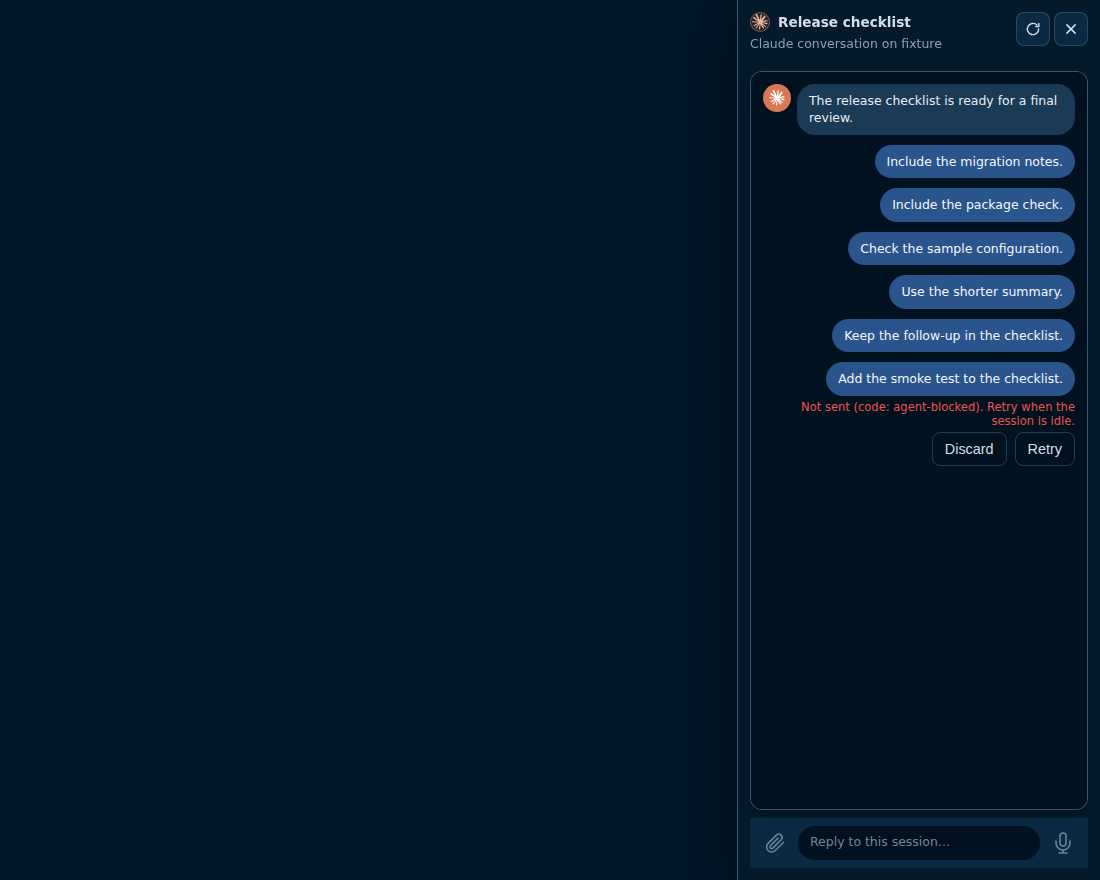 Release checklist
Claude conversation on fixture
The release checklist is ready for a final
review.
Include the migration notes.
Include the package check.
Check the sample configuration.
Use the shorter summary.
Keep the follow-up in the checklist.
Add the smoke test to the checklist.
Not sent (code: agent-blocked). Retry when the
session is idle.
Discard Retry
Reply to this session...